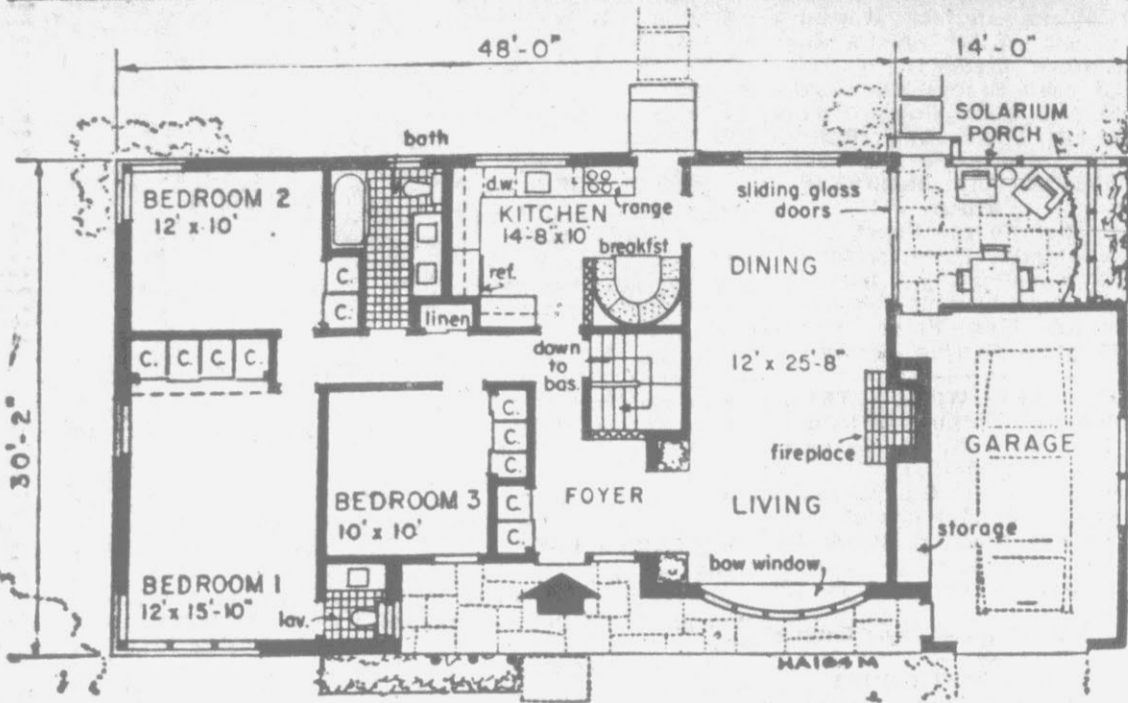 48'-0"
14'-0"
SOLARIUM
PORCH
bath
BEDROOM 2
12' x 10'
d.w.
KITCHEN
14-8" x 10'
range
sliding glass
doors
breakfst
DINING
ref.
C.
C.
linen
C. C. C. C.
down
to
bas.
12' x 25'-8"
30'-2"
C.
C.
C.
fireplace
GARAGE
BEDROOM 3
10' x 10'
C.
C.
FOYER
LIVING
storage
bow window
BEDROOM 1
12' x 15'-10"
lav.
HA164M